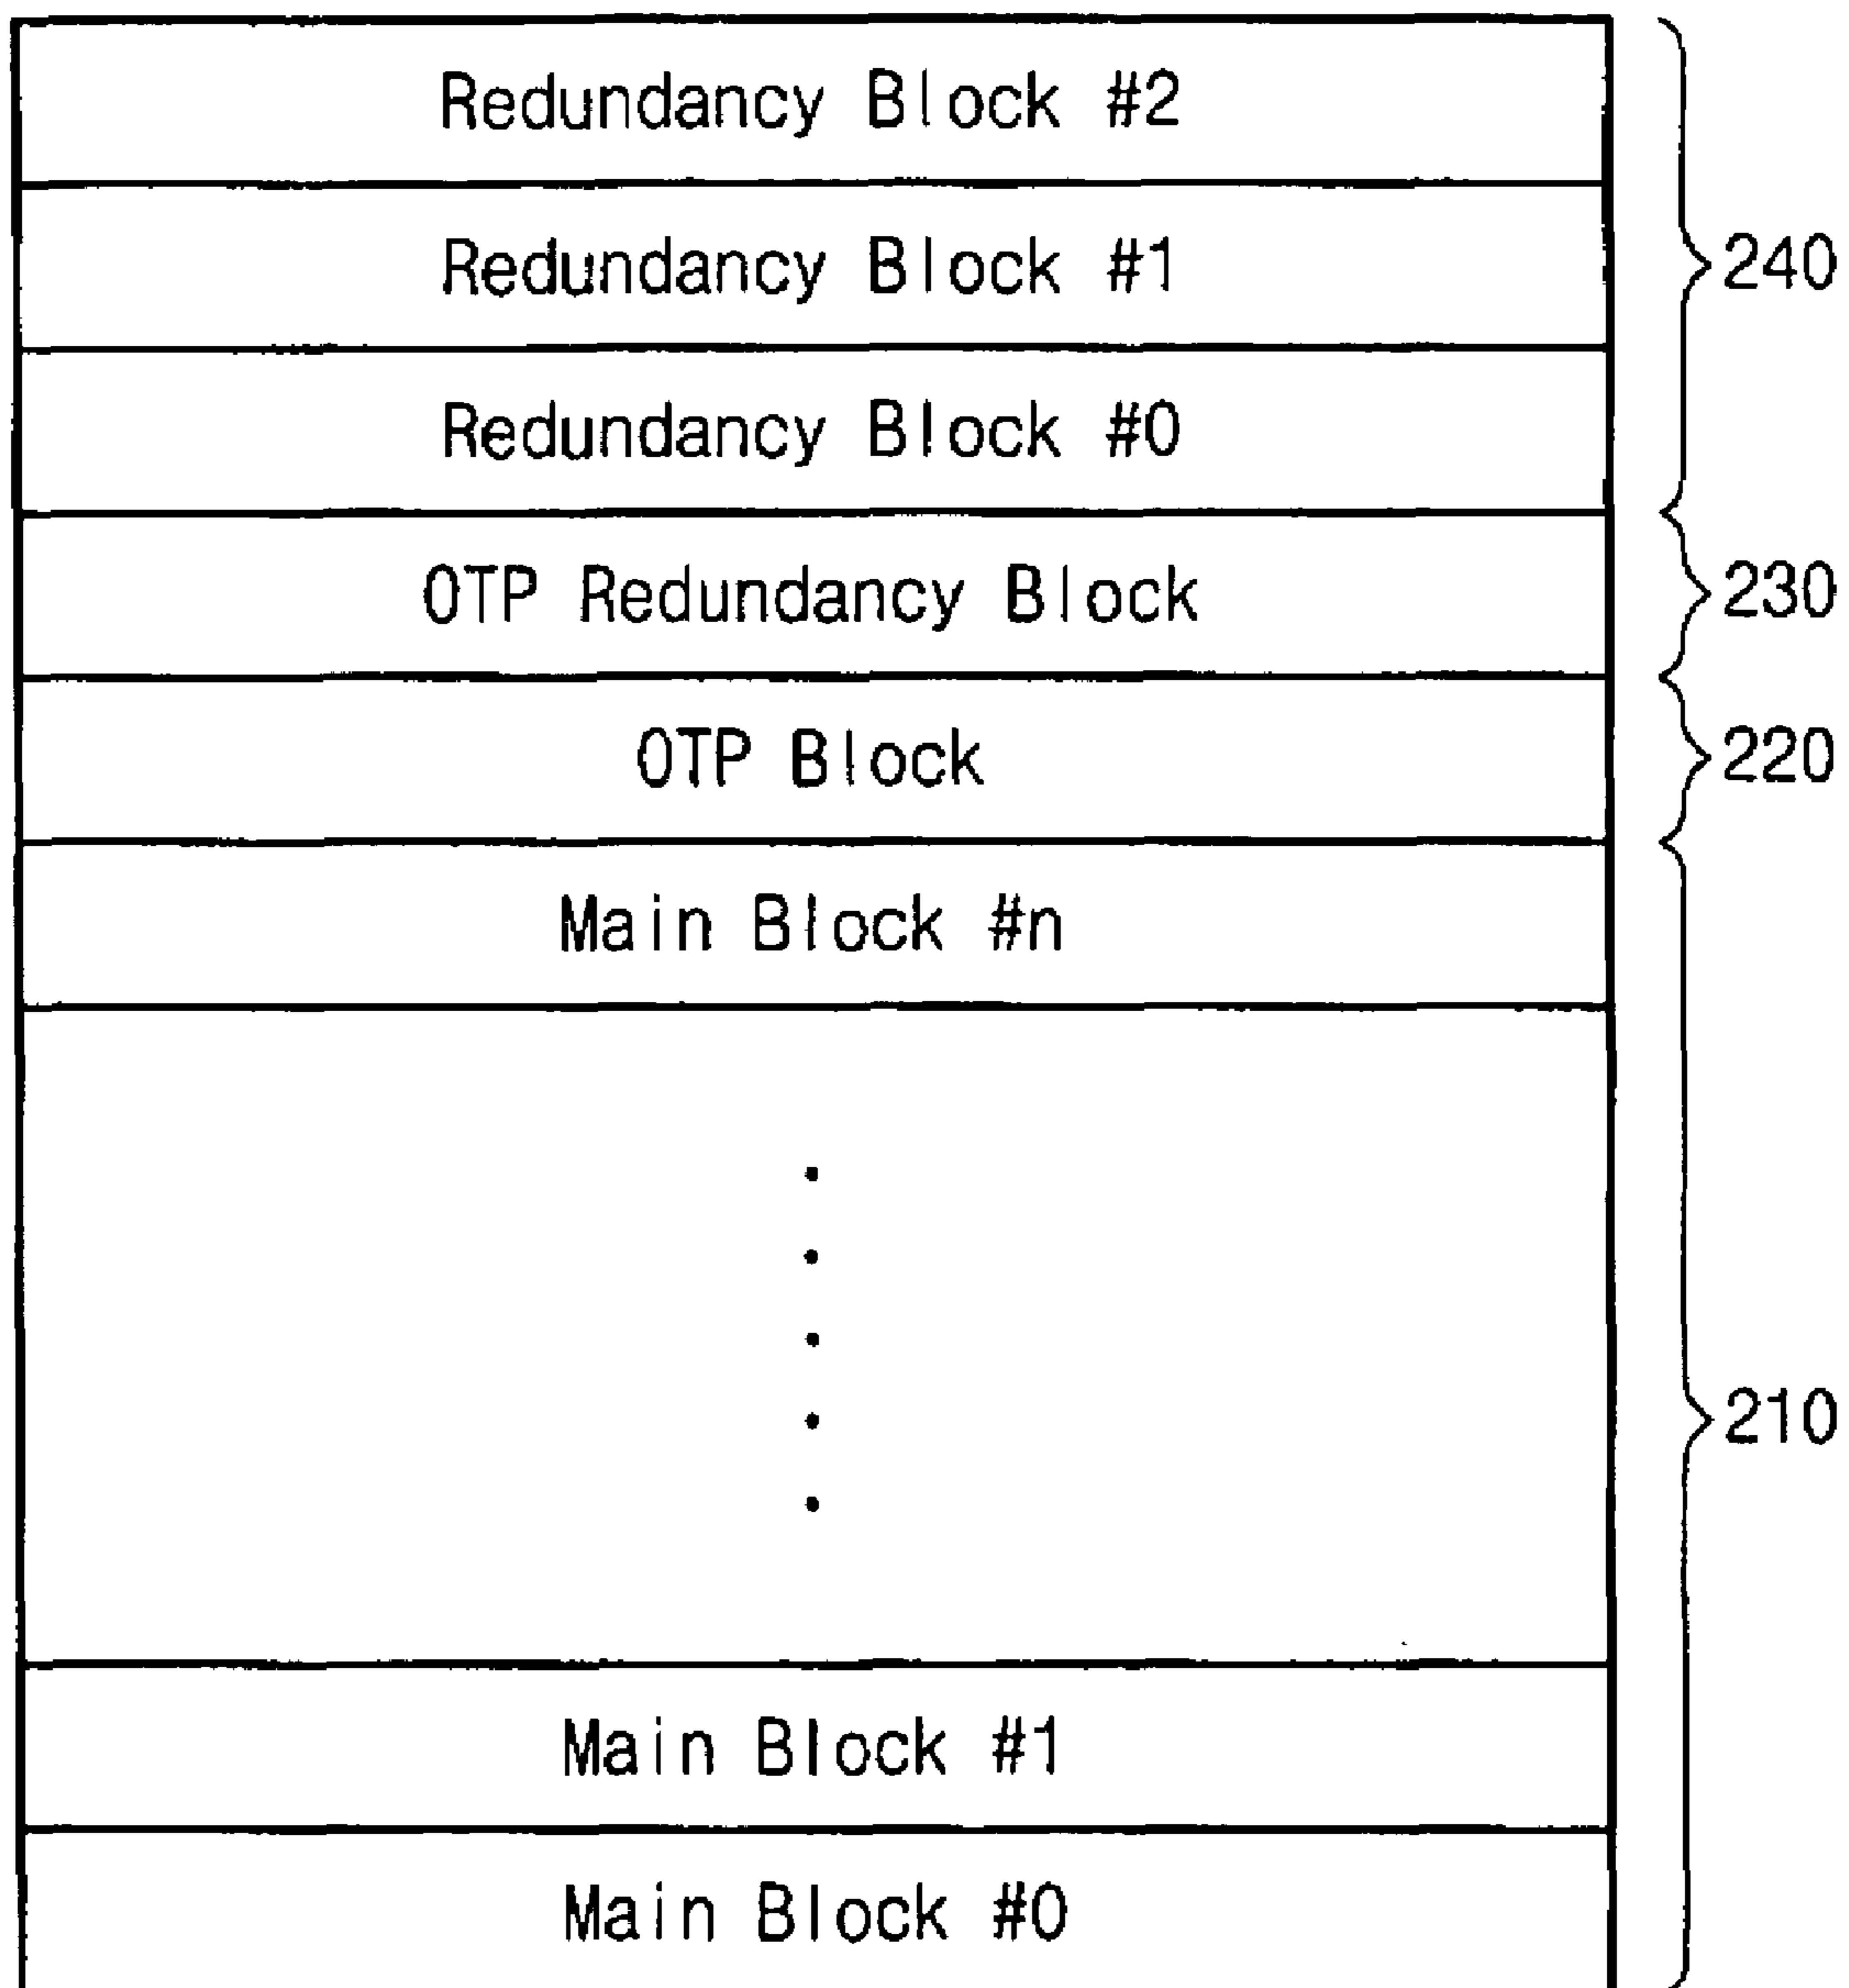 Redundancy Block #2
Redundancy Block #1
240
Redundancy Block #0
OTP Redundancy Block
230
OTP Block
220
Main Block #n
210
Main Block #1
Main Block #0